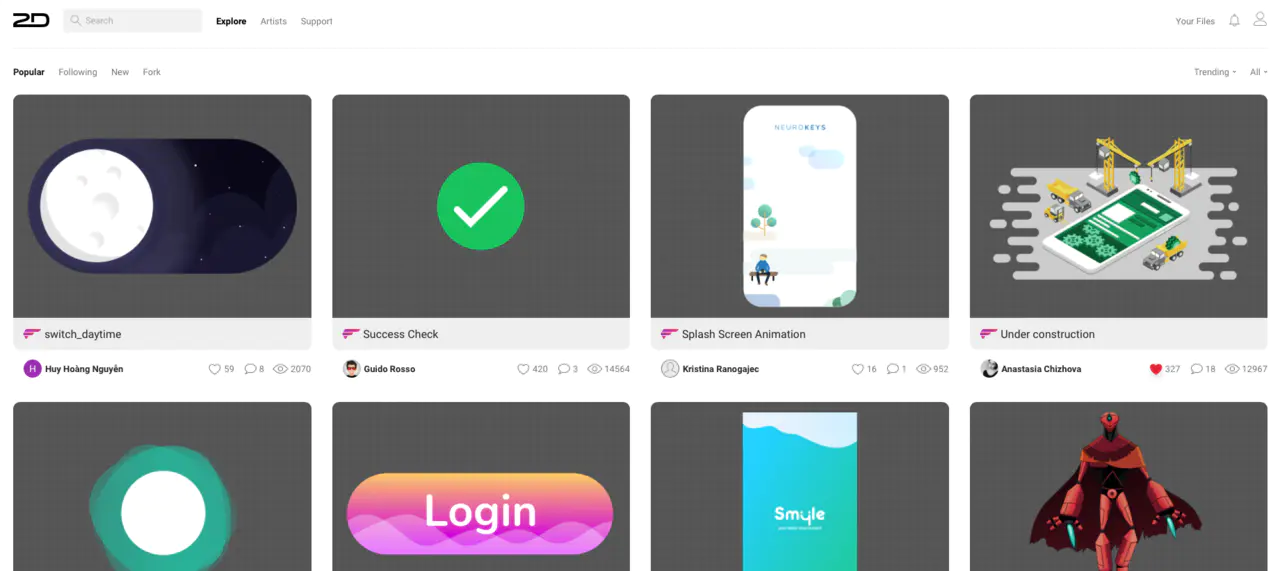 2D Search Explore Artists Support Your Files
Popular Following New Fork Trending All
NEUROKEYS
switch_daytime Success Check Splash Screen Animation Under construction
H Huy Hoàng Nguyên 59 8 2070 Guido Rosso 420 3 14564 Kristina Ranogajec 16 1 952 Anastasia Chizhova 327 18 12967
Login
Smyle